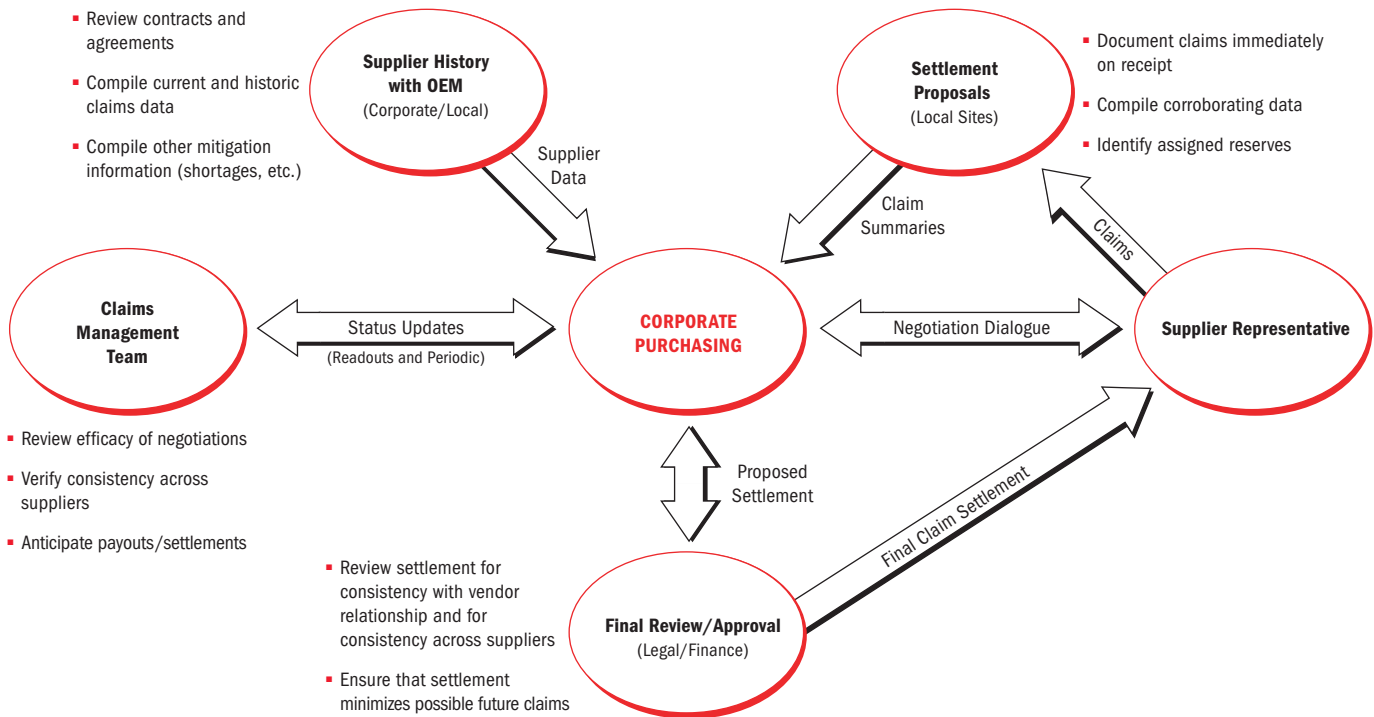 ▪ Review contracts and
agreements
▪ Compile current and historic
claims data
▪ Compile other mitigation
information (shortages, etc.)
Supplier History
with OEM
(Corporate/Local)
Settlement
Proposals
(Local Sites)
▪ Document claims immediately
on receipt
▪ Compile corroborating data
▪ Identify assigned reserves
Supplier
Data
Claim
Summaries
Claims
Claims
Management
Team
Status Updates
(Readouts and Periodic)
CORPORATE
PURCHASING
Negotiation Dialogue
Supplier Representative
▪ Review efficacy of negotiations
▪ Verify consistency across
suppliers
▪ Anticipate payouts/settlements
Proposed
Settlement
Final Claim Settlement
▪ Review settlement for
consistency with vendor
relationship and for
consistency across suppliers
▪ Ensure that settlement
minimizes possible future claims
Final Review/Approval
(Legal/Finance)